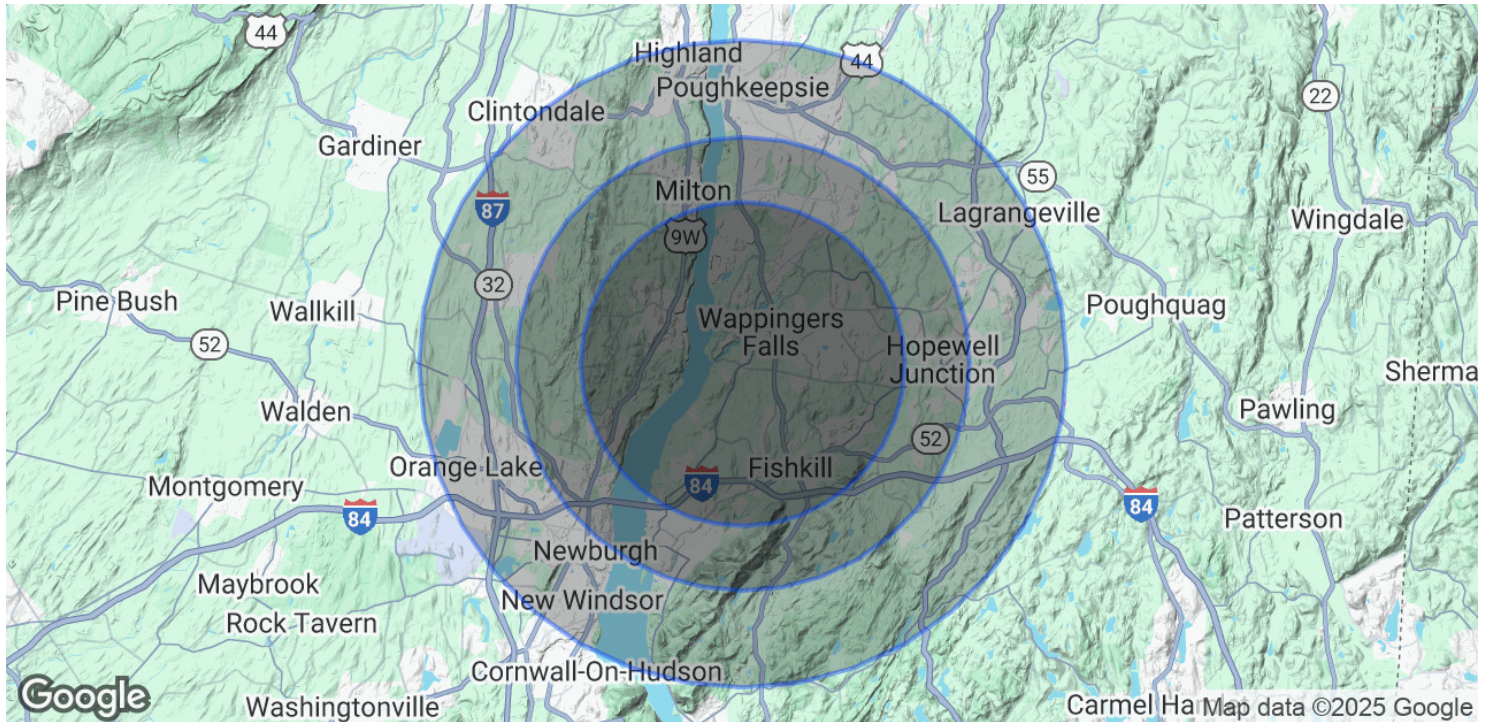 44
Highland
44
Poughkeepsie
22
Clintondale
Gardiner
55
Milton
87
Lagrangeville
Wingdale
9W
32
Pine Bush
Wallkill
Poughquag
Wappingers
Falls
52
Hopewell
Junction
Sherma
Walden
Pawling
52
Orange Lake
Fishkill
Montgomery
84
84
84
Patterson
Newburgh
Maybrook
New Windsor
Rock Tavern
Cornwall-On-Hudson
Washingtonville
Carmel Ha
Google
Map data ©2025 Google